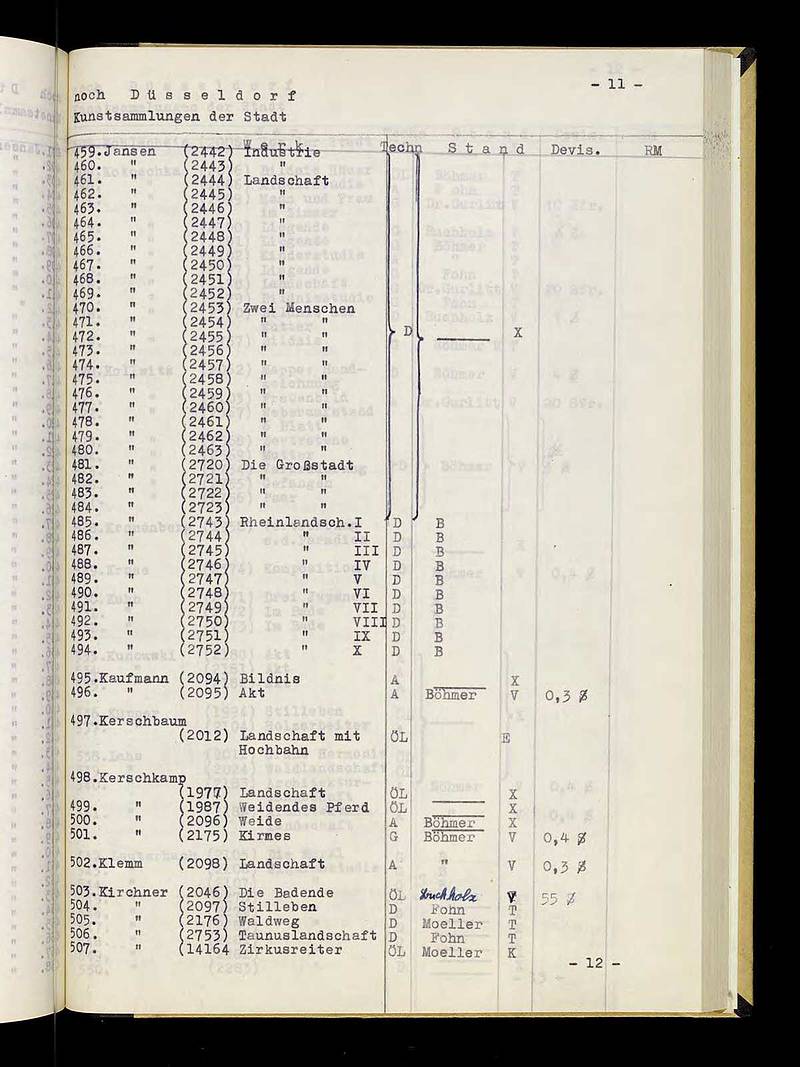 - 11 -
noch Düsseldorf
Kunstsammlungen der Stadt
Werk Techn Stand Devis. RM
459.Jansen (2442) Industrie
460. " (2443) "
461. " (2444) Landschaft
462. " (2445) "
463. " (2446) "
464. " (2447) "
465. " (2448) "
466. " (2449) "
467. " (2450) "
468. " (2451) "
469. " (2452) "
470. " (2453) Zwei Menschen
471. " (2454) " "
472. " (2455) " " D X
473. " (2456) " "
474. " (2457) " "
475. " (2458) " "
476. " (2459) " "
477. " (2460) " "
478. " (2461) " "
479. " (2462) " "
480. " (2463) " "
481. " (2720) Die Großstadt
482. " (2721) " "
483. " (2722) " "
484. " (2723) " "
485. " (2743) Rheinlandsch.I D B
486. " (2744) " II D B
487. " (2745) " III D B
488. " (2746) " IV D B
489. " (2747) " V D B
490. " (2748) " VI D B
491. " (2749) " VII D B
492. " (2750) " VIII D B
493. " (2751) " IX D B
494. " (2752) " X D B
495.Kaufmann (2094) Bildnis A X
496. " (2095) Akt A Böhmer V 0,3 $
497.Kerschbaum
(2012) Landschaft mit ÖL E
Hochbahn
498.Kerschkamp
(1977) Landschaft ÖL X
499. " (1987) Weidendes Pferd ÖL X
500. " (2096) Weide A Böhmer X
501. " (2175) Kirmes G Böhmer V 0,4 $
502.Klemm (2098) Landschaft A " V 0,3 $
503.Kirchner (2046) Die Badende ÖL Buchholz V 55 $
504. " (2097) Stilleben D Fohn T
505. " (2176) Waldweg D Moeller T
506. " (2753) Taunuslandschaft D Fohn T
507. " (14164 Zirkusreiter ÖL Moeller K
- 12 -